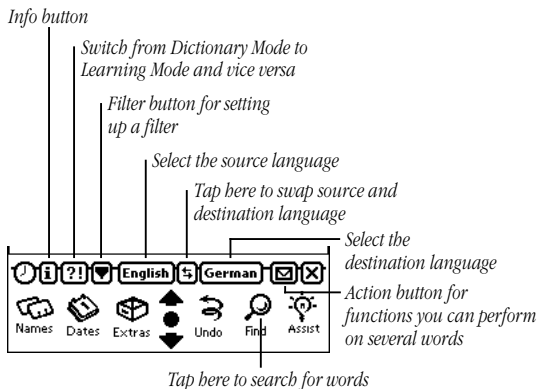 Info button
Switch from Dictionary Mode to
Learning Mode and vice versa
Filter button for setting
up a filter
Select the source language
Tap here to swap source and
destination language
Select the
destination language
i ?! English German
Action button for
functions you can perform
on several words
Names Dates Extras Undo Find Assist
Tap here to search for words